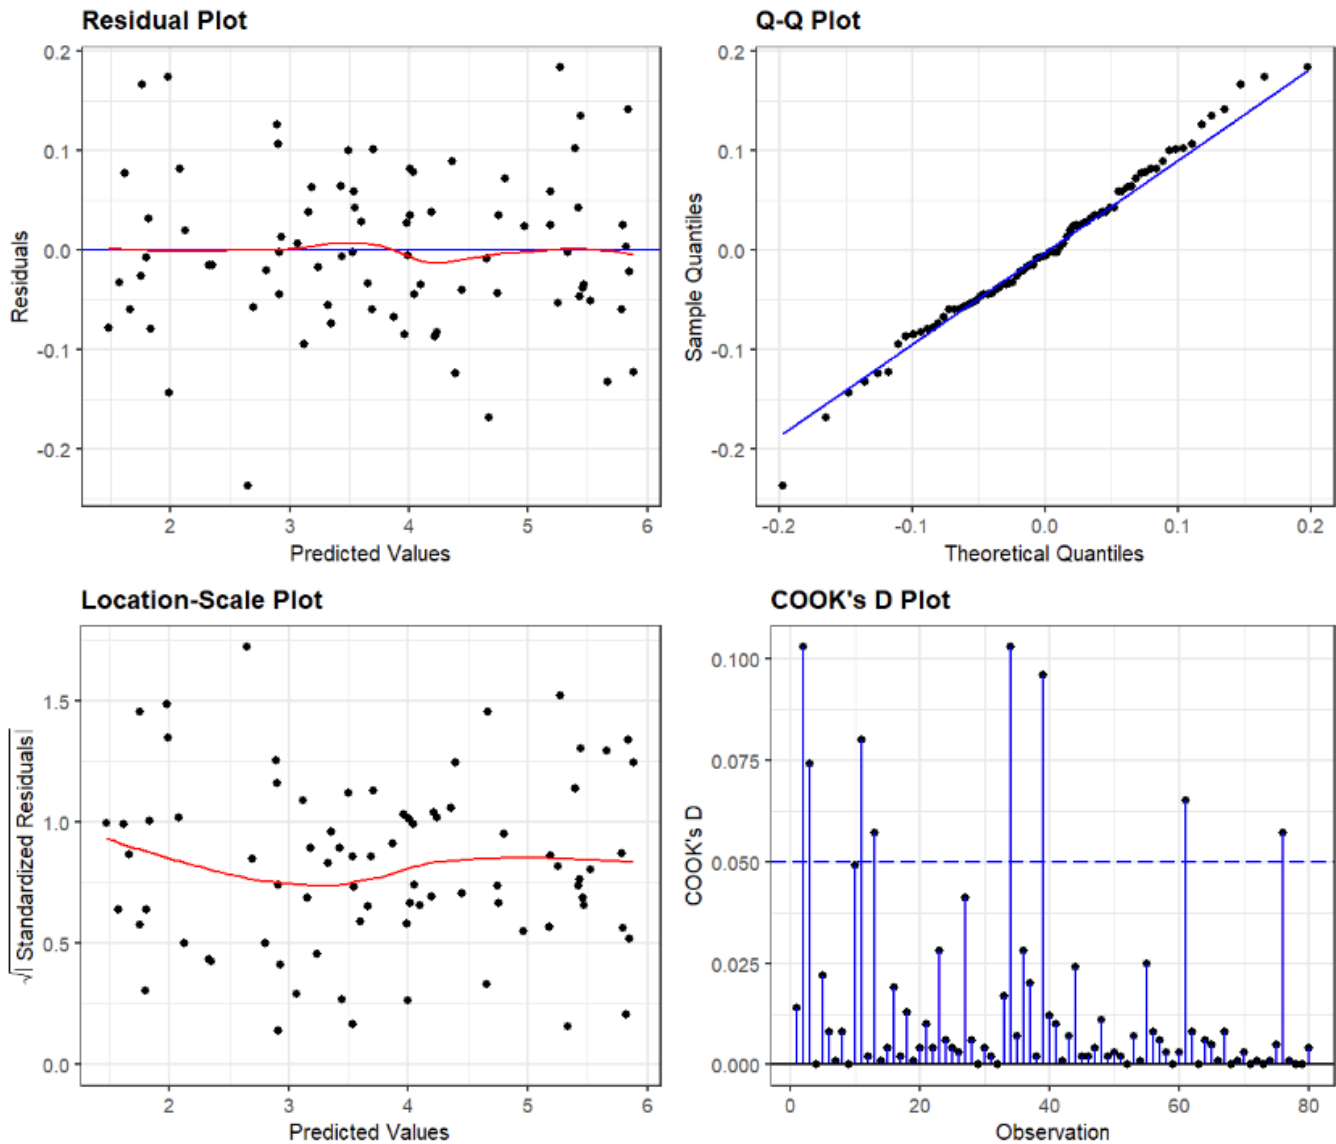 Residual Plot
0.2
0.1
0.0
-0.1
-0.2
Residuals
2 3 4 5 6
Predicted Values
Q-Q Plot
0.2
0.1
0.0
-0.1
-0.2
Sample Quantiles
-0.2 -0.1 0.0 0.1 0.2
Theoretical Quantiles
Location-Scale Plot
1.5
1.0
0.5
0.0
√| Standardized Residuals|
2 3 4 5 6
Predicted Values
COOK's D Plot
0.100
0.075
0.050
0.025
0.000
COOK's D
0 20 40 60 80
Observation